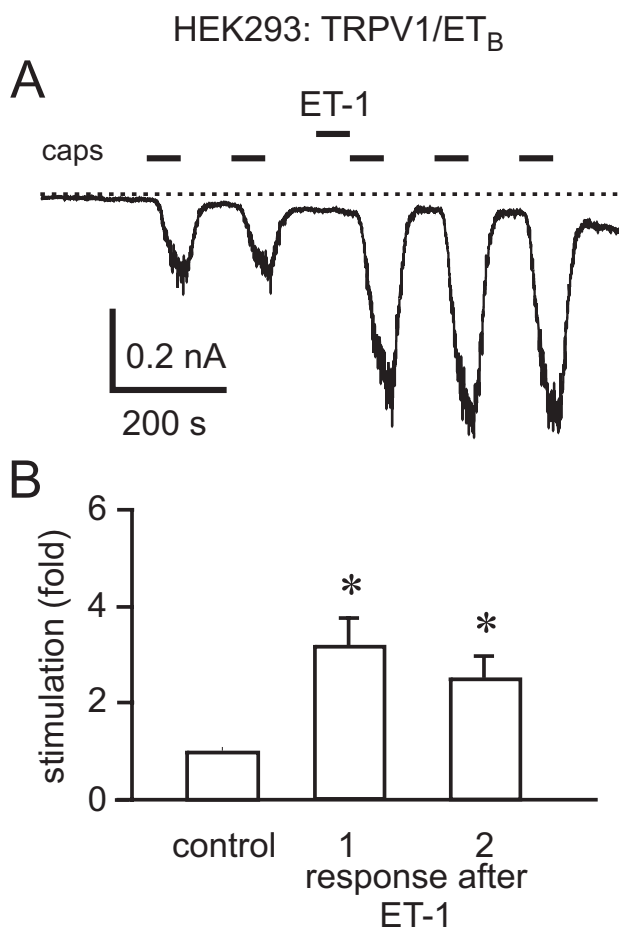 HEK293: TRPV1/ETB
A
ET-1
caps
0.2 nA
200 s
B
6
4
2
0
stimulation (fold)
*
*
control 1 2
response after
ET-1